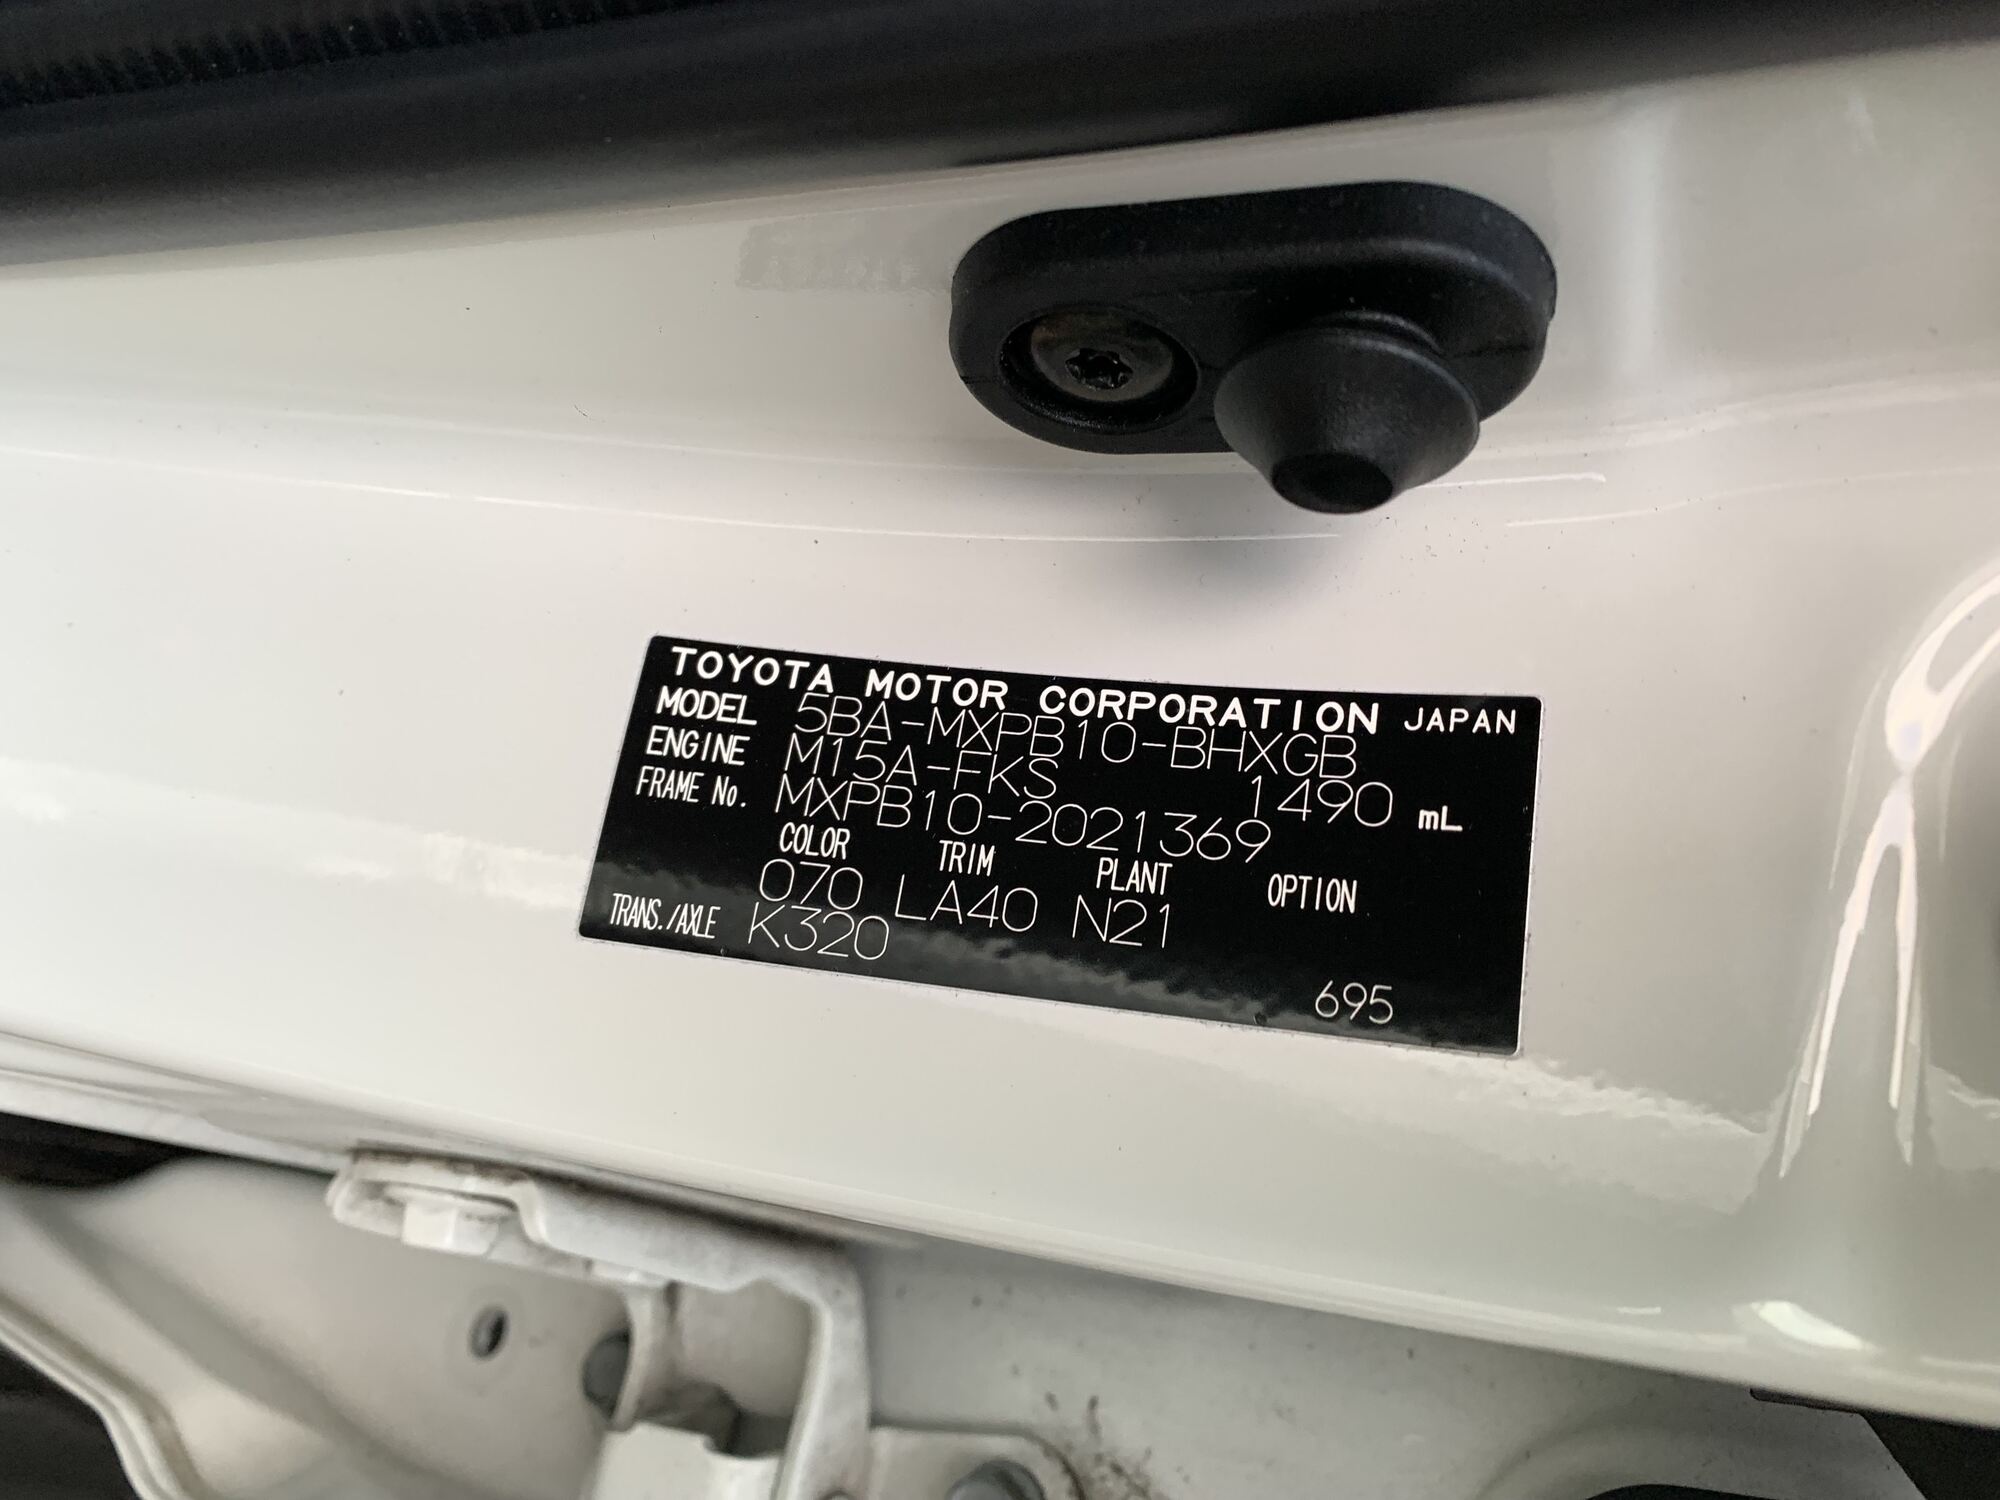 TOYOTA MOTOR CORPORATION JAPAN
MODEL 5BA-MXPB10-BHXGB
ENGINE M15A-FKS 1490 mL
FRAME No. MXPB10-2021369
COLOR TRIM PLANT OPTION
070 LA40 N21
TRANS./AXLE K320
695